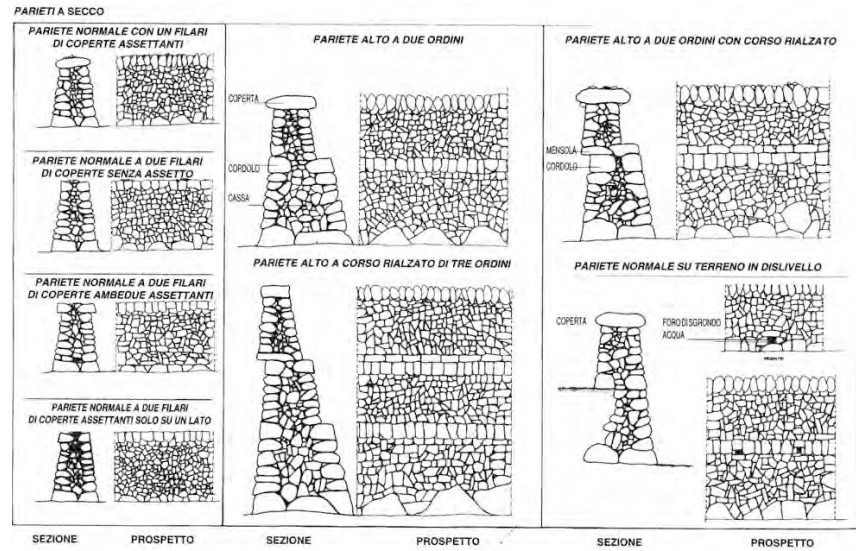 PARIETI A SECCO
PARIETE NORMALE CON UN FILARI
DI COPERTE ASSETTANTI
PARIETE NORMALE A DUE FILARI
DI COPERTE SENZA ASSETTO
PARIETE NORMALE A DUE FILARI
DI COPERTE AMBEDUE ASSETTANTI
PARIETE NORMALE A DUE FILARI
DI COPERTE ASSETTANTI SOLO SU UN LATO
SEZIONE PROSPETTO
PARIETE ALTO A DUE ORDINI
COPERTA
CORDOLO
CASSA
PARIETE ALTO A CORSO RIALZATO DI TRE ORDINI
SEZIONE PROSPETTO
PARIETE ALTO A DUE ORDINI CON CORSO RIALZATO
MENSOLA
CORDOLO
PARIETE NORMALE SU TERRENO IN DISLIVELLO
COPERTA
FORO DI SGRONDO
ACQUA
SEZIONE PROSPETTO